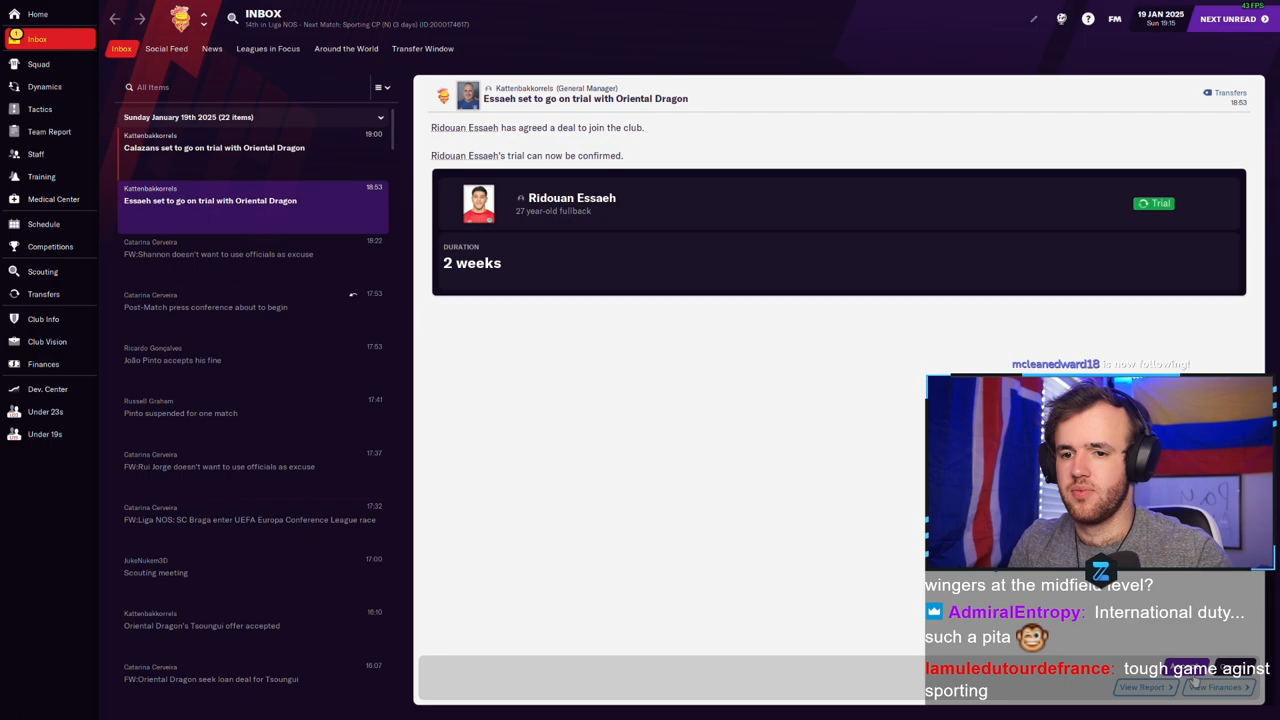 43 FPS
Home
INBOX
14th in Liga NOS - Next Match: Sporting CP (N) (3 days) (ID:2000174617)
FM
19 JAN 2025
Sun 19:15
NEXT UNREAD
1
Inbox
Inbox Social Feed News Leagues in Focus Around the World Transfer Window
Squad
Dynamics
Tactics
Team Report
Staff
Training
Medical Center
Schedule
Competitions
Scouting
Transfers
Club Info
Club Vision
Finances
Dev. Center
Under 23s
Under 19s
All Items
Sunday January 19th 2025 (22 items)
Kattenbakkorrels 19:00
Calazans set to go on trial with Oriental Dragon
Kattenbakkorrels 18:53
Essaeh set to go on trial with Oriental Dragon
Catarina Cerveira 18:22
FW:Shannon doesn't want to use officials as excuse
Catarina Cerveira 17:53
Post-Match press conference about to begin
Ricardo Gonçalves 17:53
João Pinto accepts his fine
Russell Graham 17:41
Pinto suspended for one match
Catarina Cerveira 17:37
FW:Rui Jorge doesn't want to use officials as excuse
Catarina Cerveira 17:32
FW:Liga NOS: SC Braga enter UEFA Europa Conference League race
JukeNukem3D 17:00
Scouting meeting
Kattenbakkorrels 16:10
Oriental Dragon's Tsoungui offer accepted
Catarina Cerveira 16:07
FW:Oriental Dragon seek loan deal for Tsoungui
Kattenbakkorrels (General Manager)
Essaeh set to go on trial with Oriental Dragon
Transfers
18:53
Ridouan Essaeh has agreed a deal to join the club.
Ridouan Essaeh's trial can now be confirmed.
Ridouan Essaeh
27 year-old fullback
Trial
DURATION
2 weeks
mcleanedward18 is now following!
wingers at the midfield level?
AdmiralEntropy: International duty...
such a pita
lamuledutourdefrance: tough game aginst
sporting
View Report
View Finances